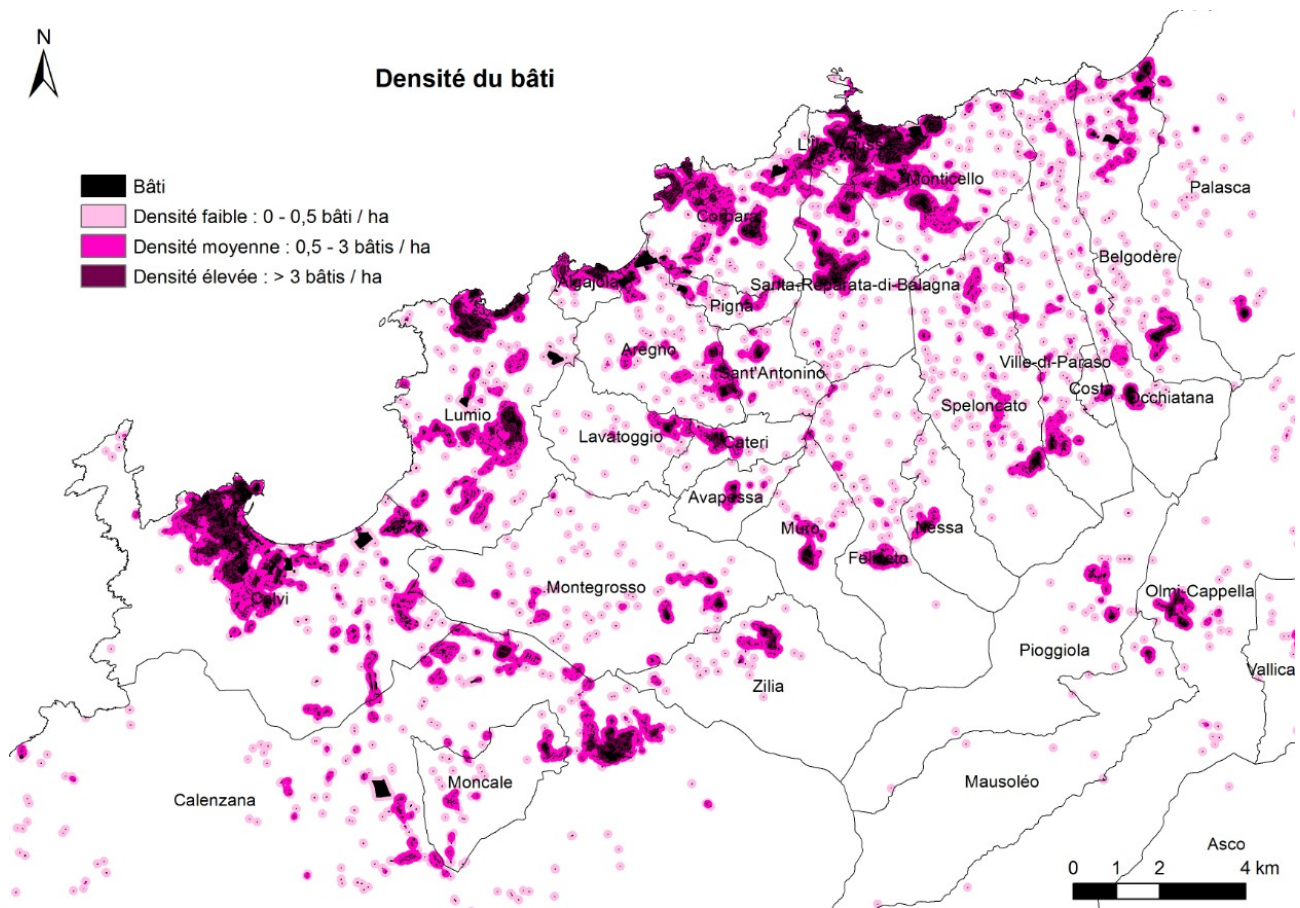 N
Densité du bâti
Bâti
Densité faible : 0 - 0,5 bâti / ha
Densité moyenne : 0,5 - 3 bâtis / ha
Densité élevée : > 3 bâtis / ha
Monticello
Palasca
Corbara
Belgodère
Algajola
Pigna
Santa-Reparata-di-Balagna
Aregno
Sant'Antonino
Ville-di-Paraso
Costa
Occhiatana
Speloncato
Lumio
Lavatoggio
Cateri
Avapessa
Muro
Nessa
Feliceto
Calvi
Montegrosso
Olmi-Cappella
Pioggiola
Vallica
Zilia
Moncale
Mausoléo
Calenzana
Asco
0 1 2 4 km